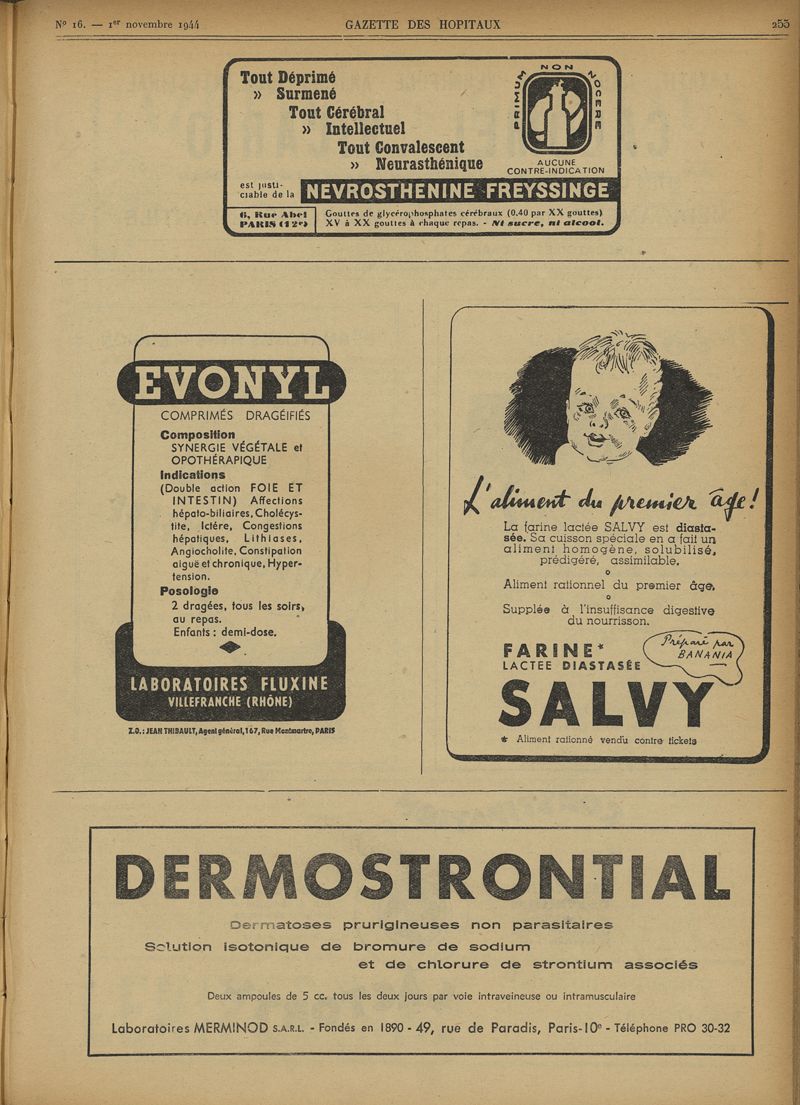 Nº 16. — 1er novembre 1944 GAZETTE DES HOPITAUX 255
Tout Déprimé
» Surmené
Tout Cérébral
» Intellectuel
Tout Convalescent
» Neurasthénique
PRIMUM NON NOCERE
AUCUNE
CONTRE-INDICATION
est justi-
ciable de la NEVROSTHENINE FREYSSINGE
6, Rue Abel
PARIS (12e)
Gouttes de glycérophosphates cérébraux (0.40 par XX gouttes)
XV à XX gouttes à chaque repas. - Ni sucre, ni alcool.
EVONYL
COMPRIMÉS DRAGÉIFIÉS
Composition
SYNERGIE VÉGÉTALE et
OPOTHÉRAPIQUE
Indications
(Double action FOIE ET
INTESTIN) Affections
hépato-biliaires, Cholécys-
tite, Ictère, Congestions
hépatiques, Lithiases,
Angiocholite, Constipation
aiguë et chronique, Hyper-
tension.
Posologie
2 dragées, tous les soirs,
au repas.
Enfants : demi-dose.
LABORATOIRES FLUXINE
VILLEFRANCHE (RHÔNE)
Z.O. : JEAN THIBAULT, Agent général, 167, Rue Montmartre, PARIS
L'aliment du premier âge !
La farine lactée SALVY est diasta-
sée. Sa cuisson spéciale en a fait un
aliment homogène, solubilisé,
prédigéré, assimilable.
o
Aliment rationnel du premier âge.
o
Supplée à l'insuffisance digestive
du nourrisson.
FARINE*
LACTEE DIASTASÉE
Préparé par
BANANIA
SALVY
* Aliment rationné vendu contre tickets
DERMOSTRONTIAL
Dermatoses prurigineuses non parasitaires
Solution isotonique de bromure de sodium
et de chlorure de strontium associés
Deux ampoules de 5 cc. tous les deux jours par voie intraveineuse ou intramusculaire
Laboratoires MERMINOD S.A.R.L. - Fondés en 1890 - 49, rue de Paradis, Paris-10e - Téléphone PRO 30-32